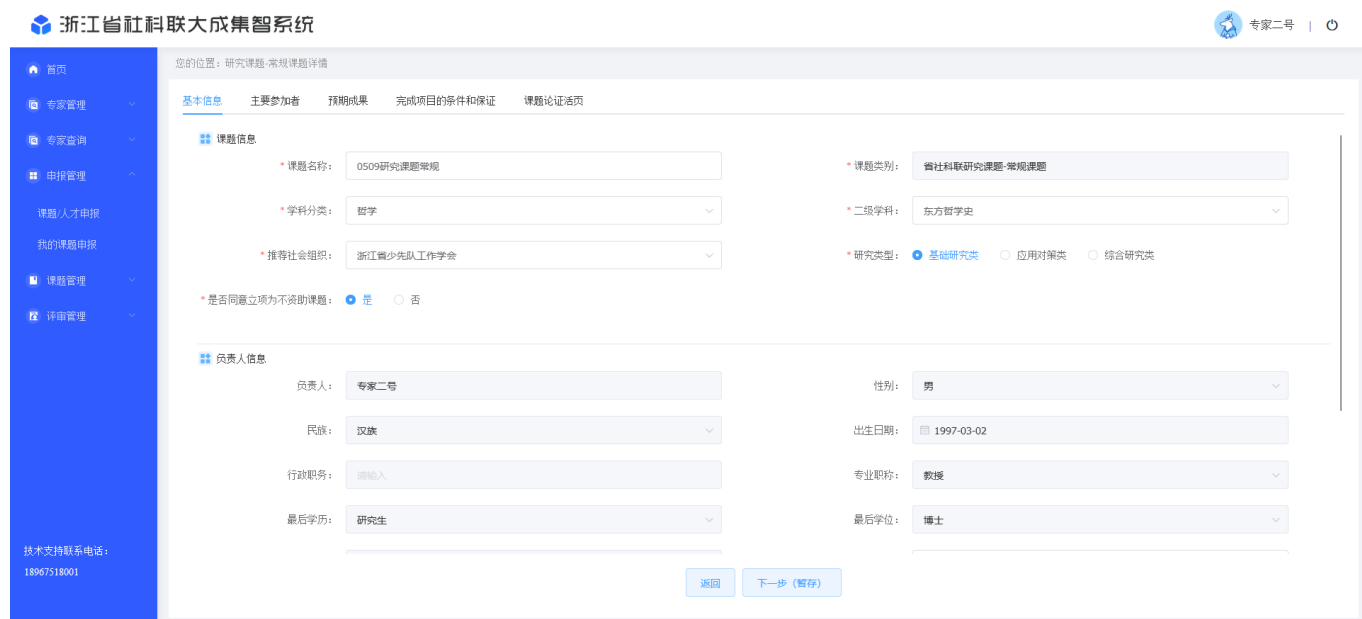 浙江省社科联大成集智系统
专家二号 |
首页
专家管理
专家查询
申报管理
课题/人才申报
我的课题申报
课题管理
评审管理
技术支持联系电话：
18967518001
您的位置：研究课题-常规课题详情
基本信息 主要参加者 预期成果 完成项目的条件和保证 课题论证活页
课题信息
* 课题名称： 0509研究课题常规 * 课题类别： 省社科联研究课题-常规课题
* 学科分类： 哲学 * 二级学科： 东方哲学史
* 推荐社会组织： 浙江省少先队工作学会 * 研究类型： 基础研究类 应用对策类 综合研究类
* 是否同意立项为不资助课题： 是 否
负责人信息
负责人： 专家二号 性别： 男
民族： 汉族 出生日期： 1997-03-02
行政职务： 请输入 专业职称： 教授
最后学历： 研究生 最后学位： 博士
返回 下一步（暂存）